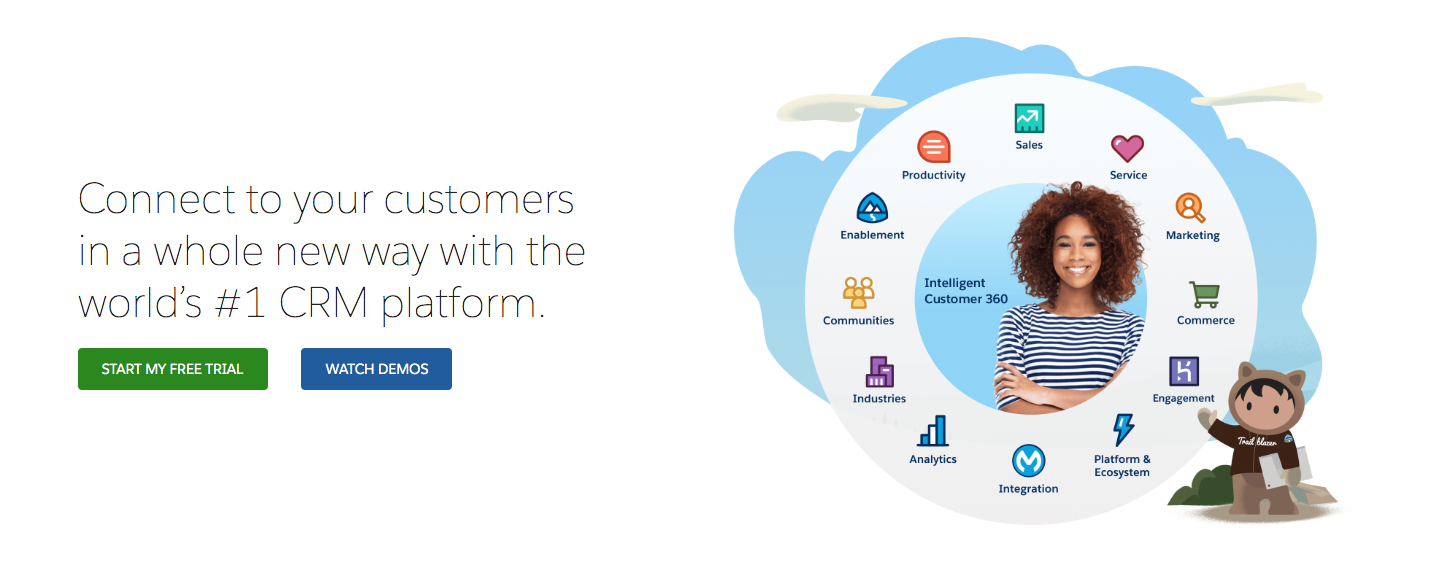 Connect to your customers
in a whole new way with the
world's #1 CRM platform.
START MY FREE TRIAL
WATCH DEMOS
Sales
Service
Marketing
Commerce
Engagement
Platform &
Ecosystem
Integration
Analytics
Industries
Communities
Enablement
Productivity
Intelligent
Customer 360
Trailblazer